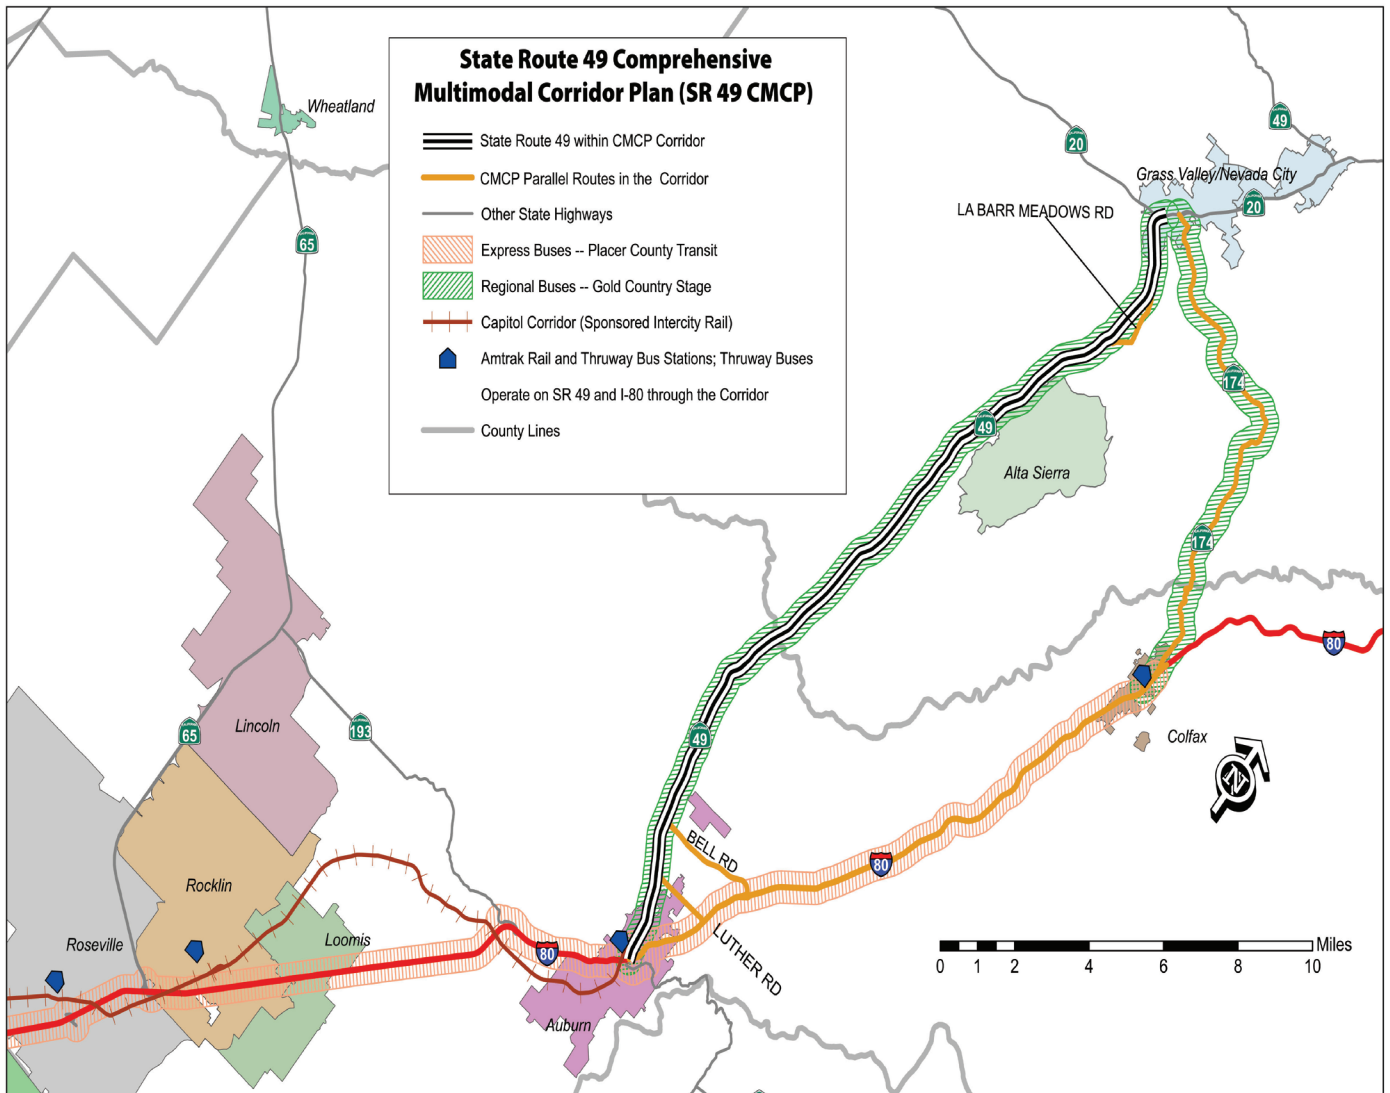 State Route 49 Comprehensive
Multimodal Corridor Plan (SR 49 CMCP)
State Route 49 within CMCP Corridor
CMCP Parallel Routes in the Corridor
Other State Highways
Express Buses -- Placer County Transit
Regional Buses -- Gold Country Stage
Capitol Corridor (Sponsored Intercity Rail)
Amtrak Rail and Thruway Bus Stations; Thruway Buses
Operate on SR 49 and I-80 through the Corridor
County Lines
Wheatland
49
20
Grass Valley/Nevada City
20
LA BARR MEADOWS RD
65
174
49
Alta Sierra
174
80
Lincoln
65
193
49
Colfax
N
BELL RD
80
Rocklin
Roseville
Loomis
80
LUTHER RD
Miles
0 1 2 4 6 8 10
Auburn